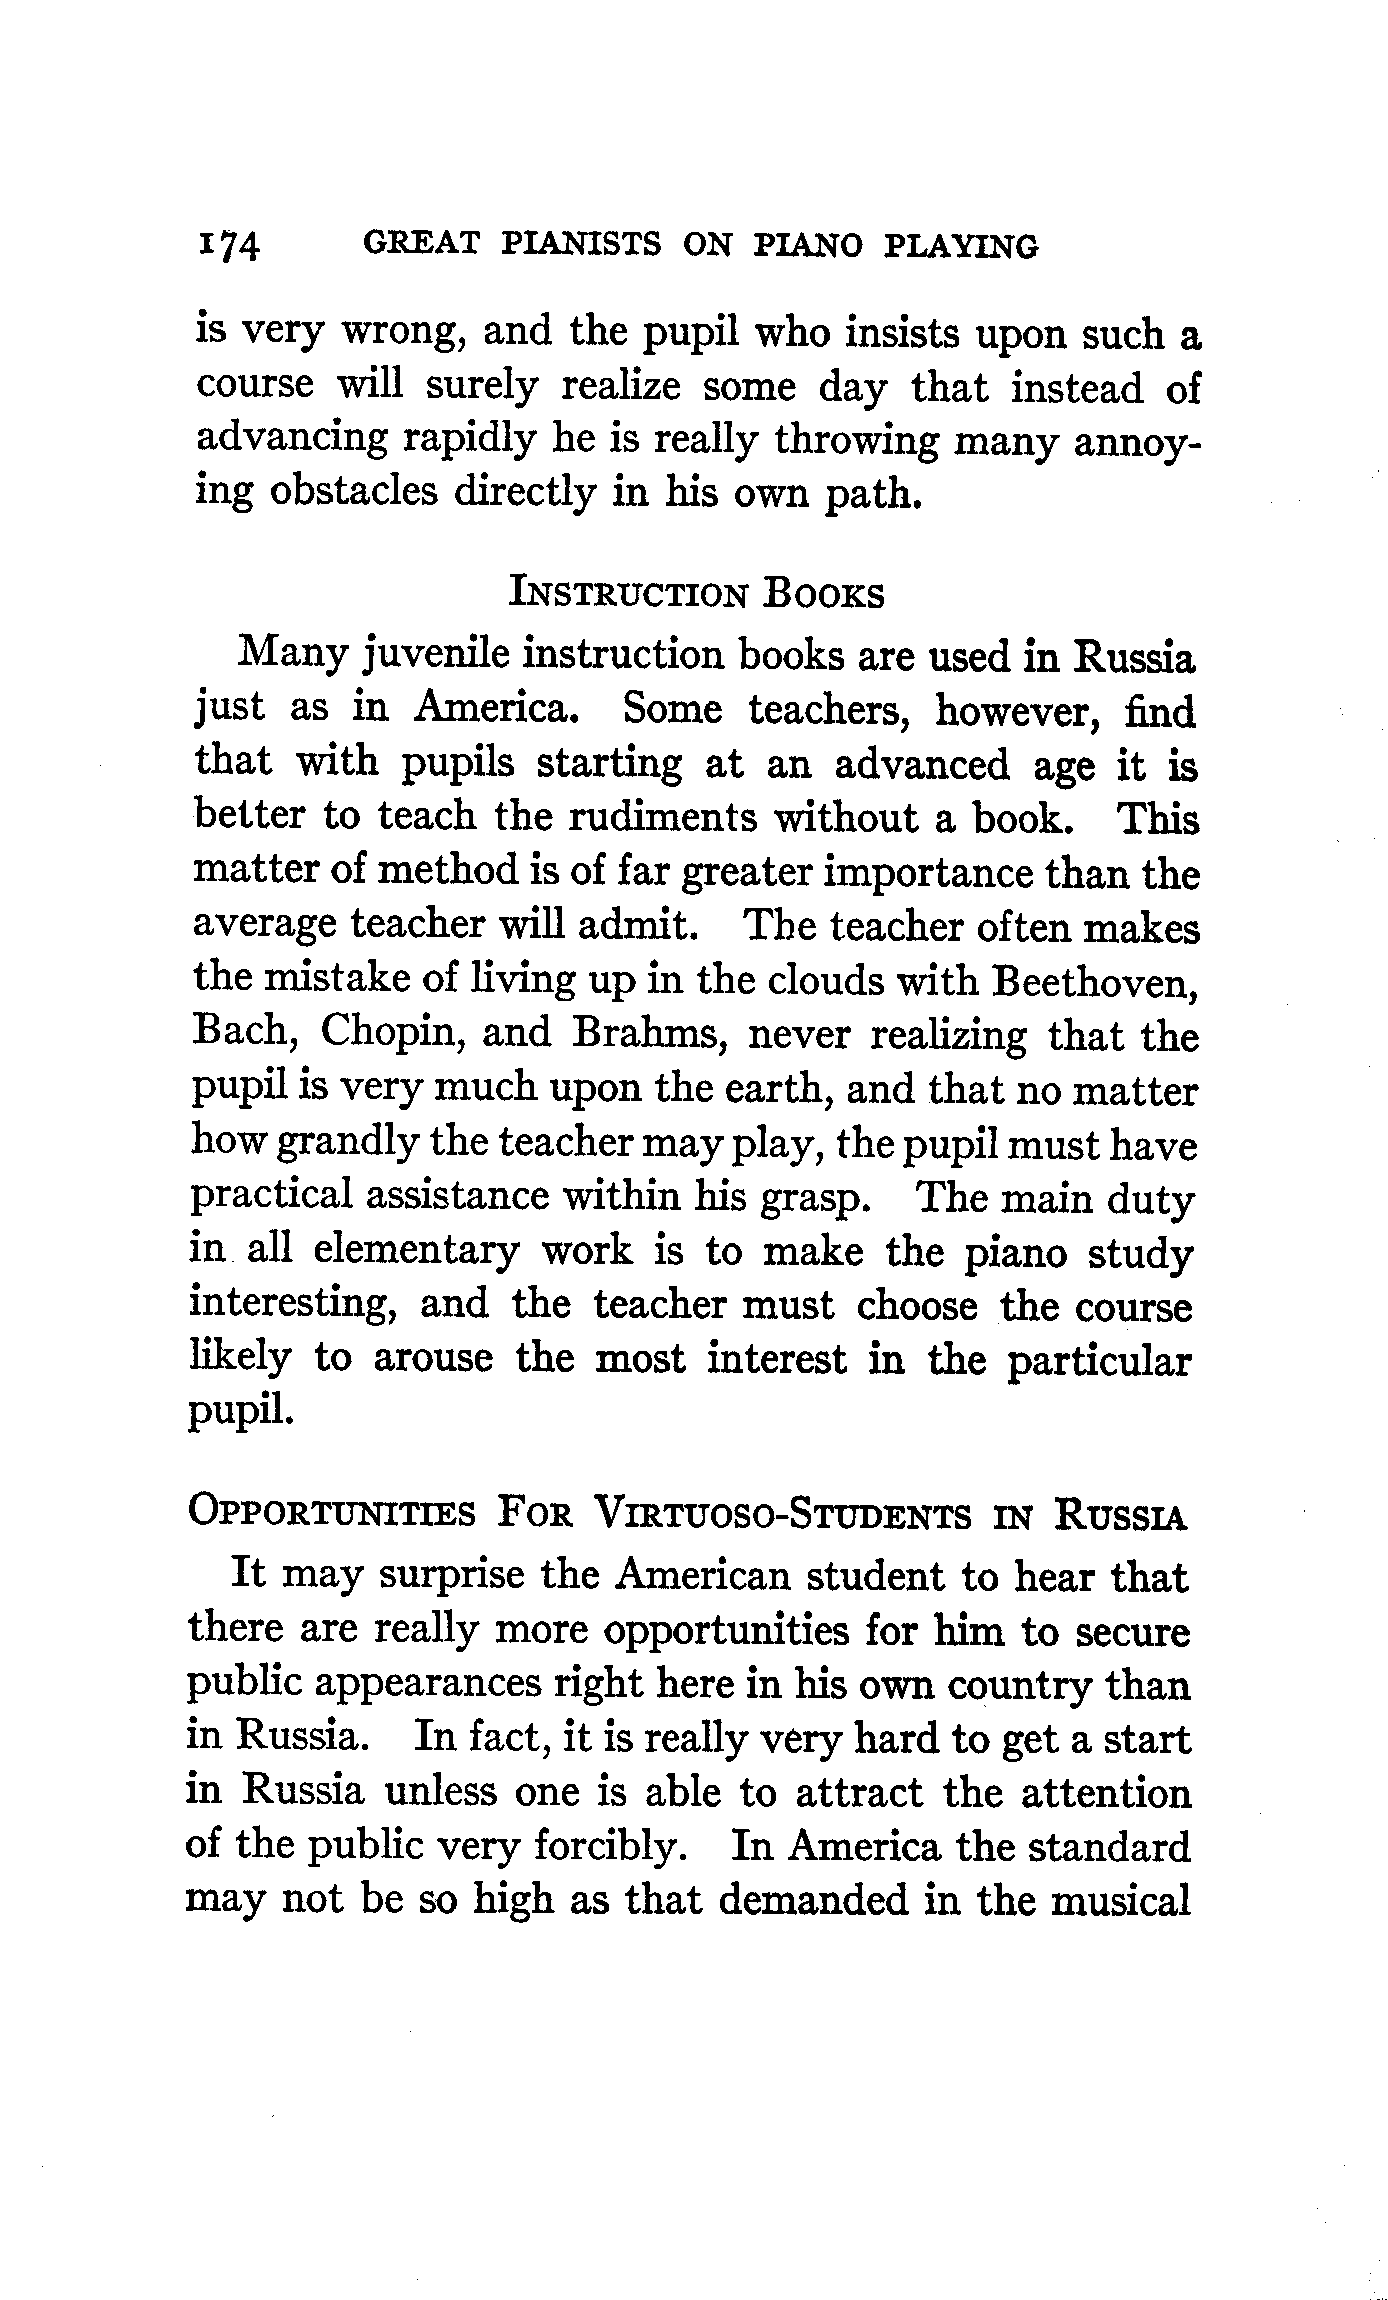 174 GREAT PIANISTS ON PIANO PLAYING
is very wrong, and the pupil who insists upon such a
course will surely realize some day that instead of
advancing rapidly he is really throwing many annoy-
ing obstacles directly in his own path.
INSTRUCTION BOOKS
Many juvenile instruction books are used in Russia
just as in America. Some teachers, however, find
that with pupils starting at an advanced age it is
better to teach the rudiments without a book. This
matter of method is of far greater importance than the
average teacher will admit. The teacher often makes
the mistake of living up in the clouds with Beethoven,
Bach, Chopin, and Brahms, never realizing that the
pupil is very much upon the earth, and that no matter
how grandly the teacher may play, the pupil must have
practical assistance within his grasp. The main duty
in all elementary work is to make the piano study
interesting, and the teacher must choose the course
likely to arouse the most interest in the particular
pupil.
OPPORTUNITIES FOR VIRTUOSO-STUDENTS IN RUSSIA
It may surprise the American student to hear that
there are really more opportunities for him to secure
public appearances right here in his own country than
in Russia. In fact, it is really very hard to get a start
in Russia unless one is able to attract the attention
of the public very forcibly. In America the standard
may not be so high as that demanded in the musical